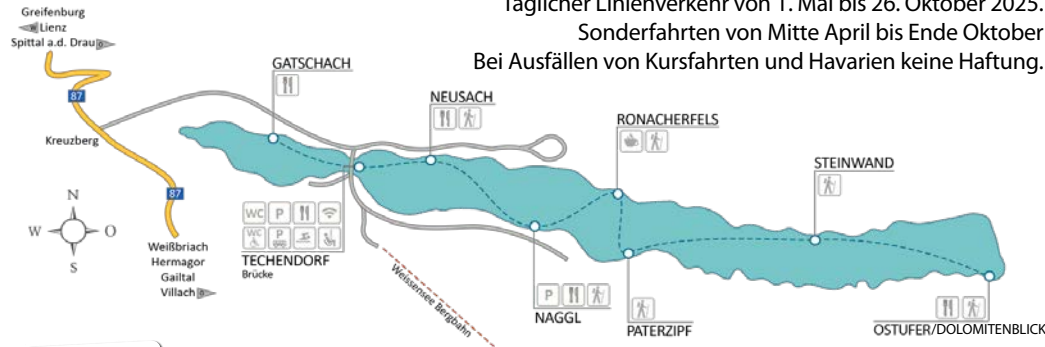 Täglicher Linienverkehr von 1. Mai bis 26. Oktober 2025.
Sonderfahrten von Mitte April bis Ende Oktober
Bei Ausfällen von Kursfahrten und Havarien keine Haftung.
Greifenburg
Lienz
Spittal a.d. Drau
87
Kreuzberg
87
N
W O
S
Weißbriach
Hermagor
Gailtal
Villach
GATSCHACH
NEUSACH
RONACHERFELS
STEINWAND
WC P
WC P
TECHENDORF
Brücke
Weissensee Bergbahn
P
NAGGL
PATERZIPF
OSTUFER/DOLOMITENBLICK